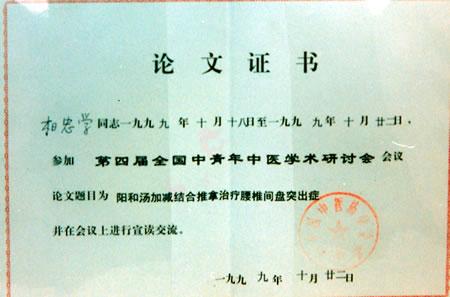 论文证书
柏忠学同志一九九九年十月十八日至一九九九年十月廿二日，
参加第四届全国中青年中医学术研讨会会议
论文题目为阳和汤加减结合推拿治疗腰椎间盘突出症
并在会议上进行宣读交流。
一九九九年十月廿二日